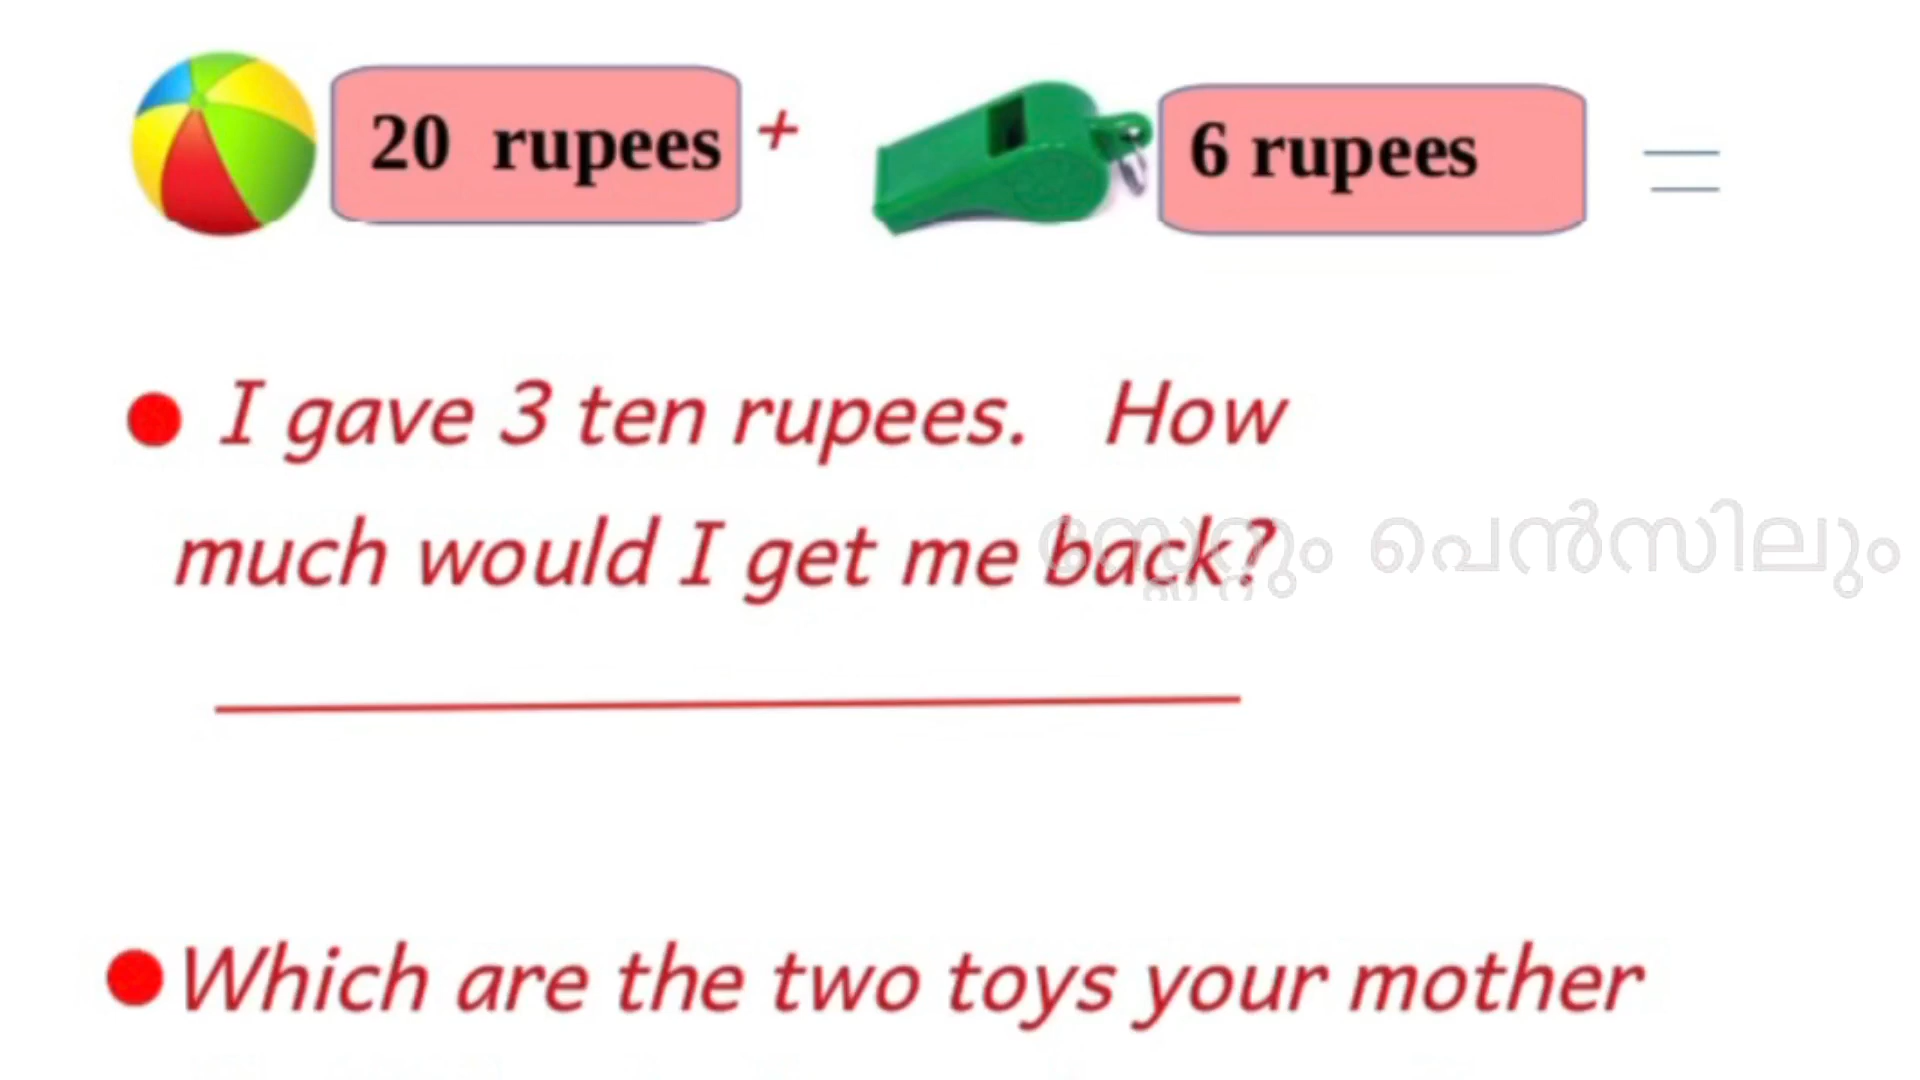 20 rupees + 6 rupees =
● I gave 3 ten rupees. How
much would I get me back?
സ്ലേറ്റും പെൻസിലും
● Which are the two toys your mother